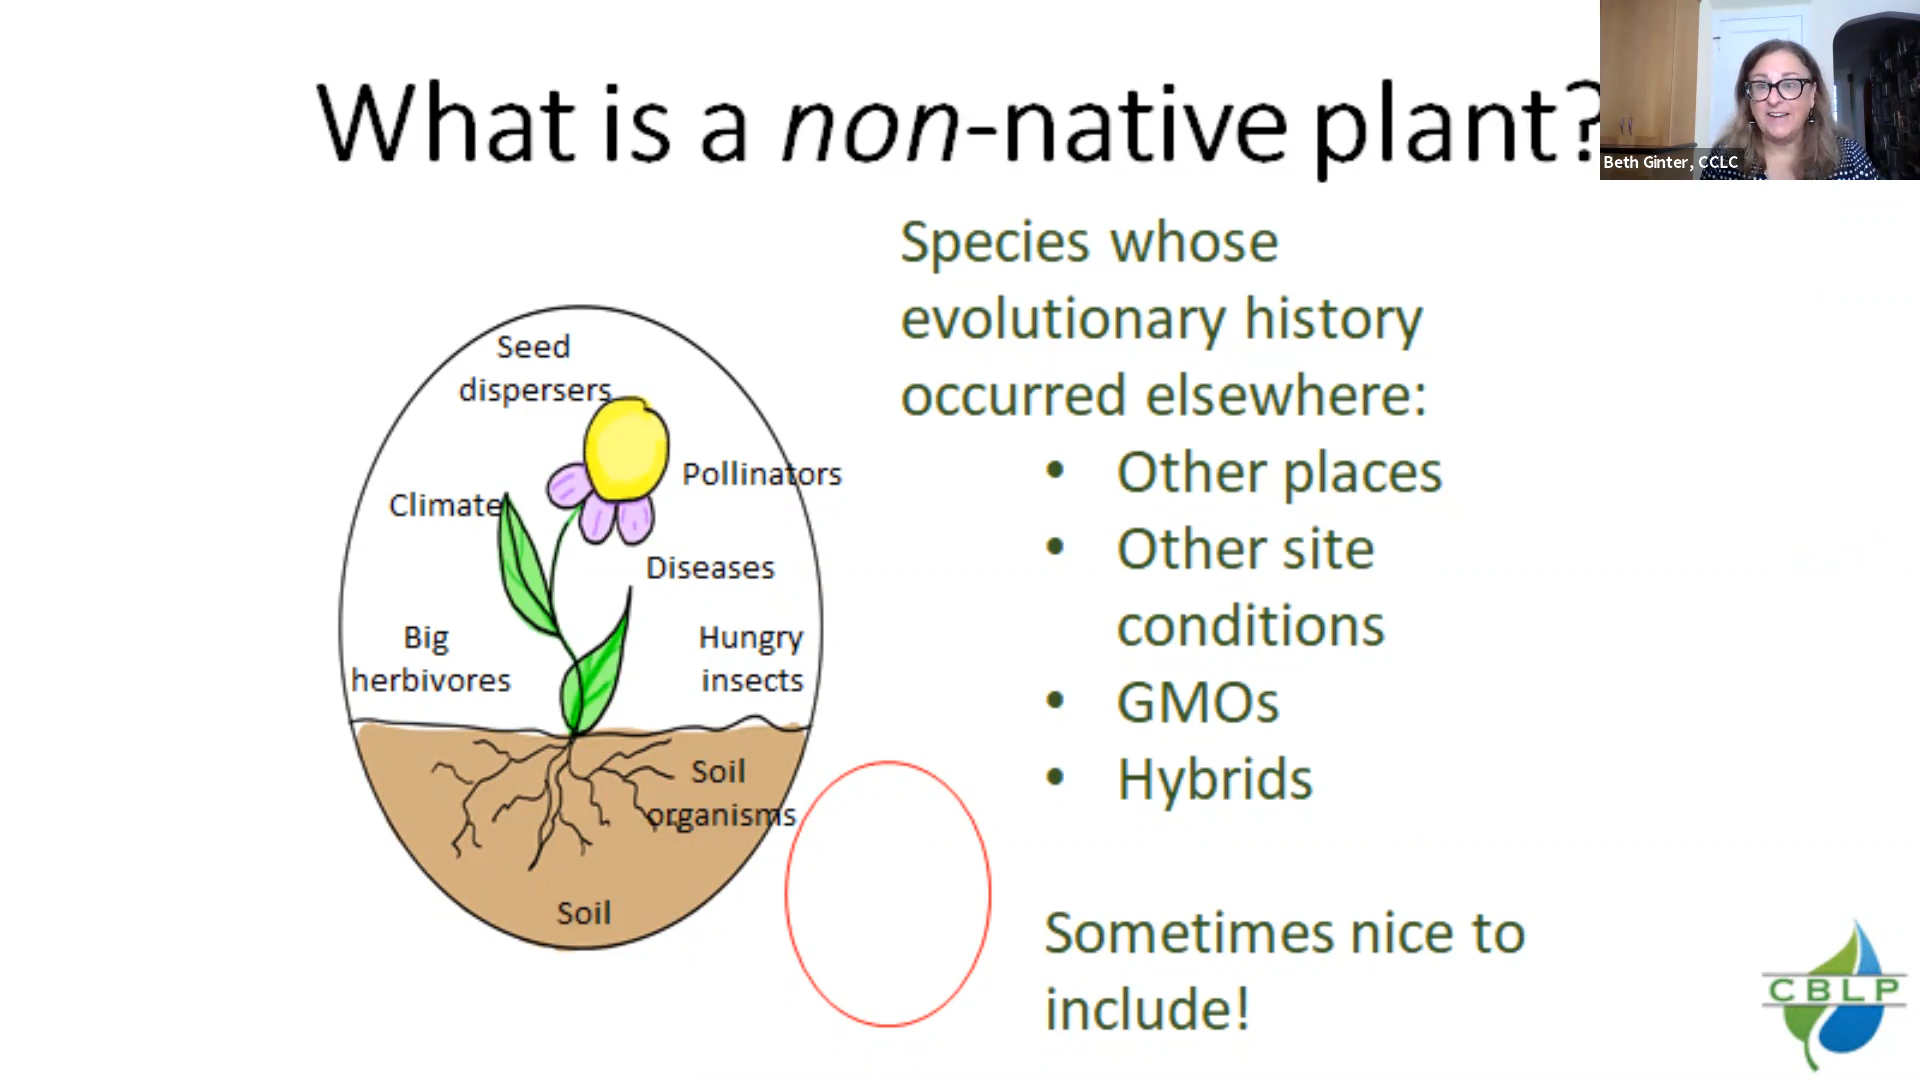 What is a non-native plant?
Beth Ginter, CCLC
Species whose
evolutionary history
occurred elsewhere:
• Other places
• Other site
conditions
• GMOs
• Hybrids
Sometimes nice to
include!
Seed
dispersers
Pollinators
Climate
Diseases
Big
herbivores
Hungry
insects
Soil
organisms
Soil
CBLP